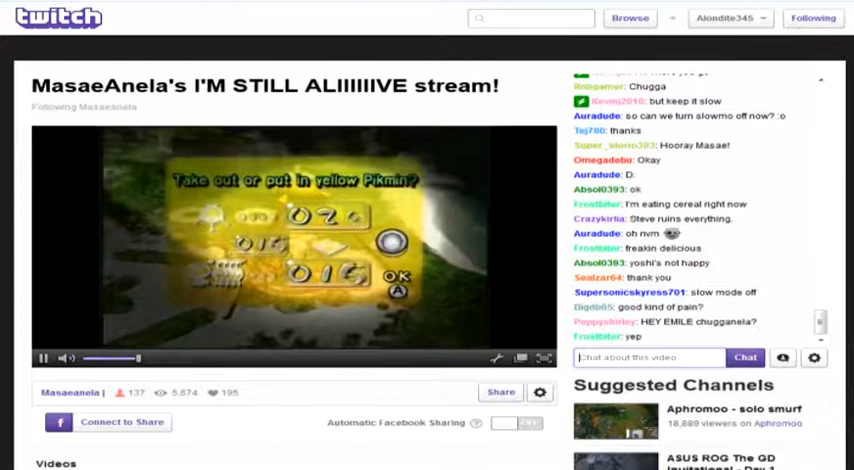 twitch
Browse
Alondite345
Following
MasaeAnela's I'M STILL ALIIIIIIVE stream!
Following Masaeanela
Take out or put in yellow Pikmin?
OK
A
Rnbgamer: Chugga
Kevmj2010: but keep it slow
Auradude: so can we turn slowmo off now? :o
Tej780: thanks
Super_storm393: Hooray Masae!
Omegadebu: Okay
Auradude: D:
Absol0393: ok
Frostbiter: I'm eating cereal right now
Crazykirlia: Steve ruins everything.
Auradude: oh nvm
Frostbiter: freakin delicious
Absol0393: yoshi's not happy
Sealzar64: thank you
Supersonicskyress701: slow mode off
Bigdb65: good kind of pain?
Peppyshirley: HEY EMILE chugganela?
Frostbiter: yep
Chat about this video
Chat
Masaeanela | 137 5,674 195
Share
f Connect to Share
Automatic Facebook Sharing ? OFF
Videos
Suggested Channels
Aphromoo - solo smurf
18,889 viewers on Aphromoo
ASUS ROG The GD
Invitational - Day 1